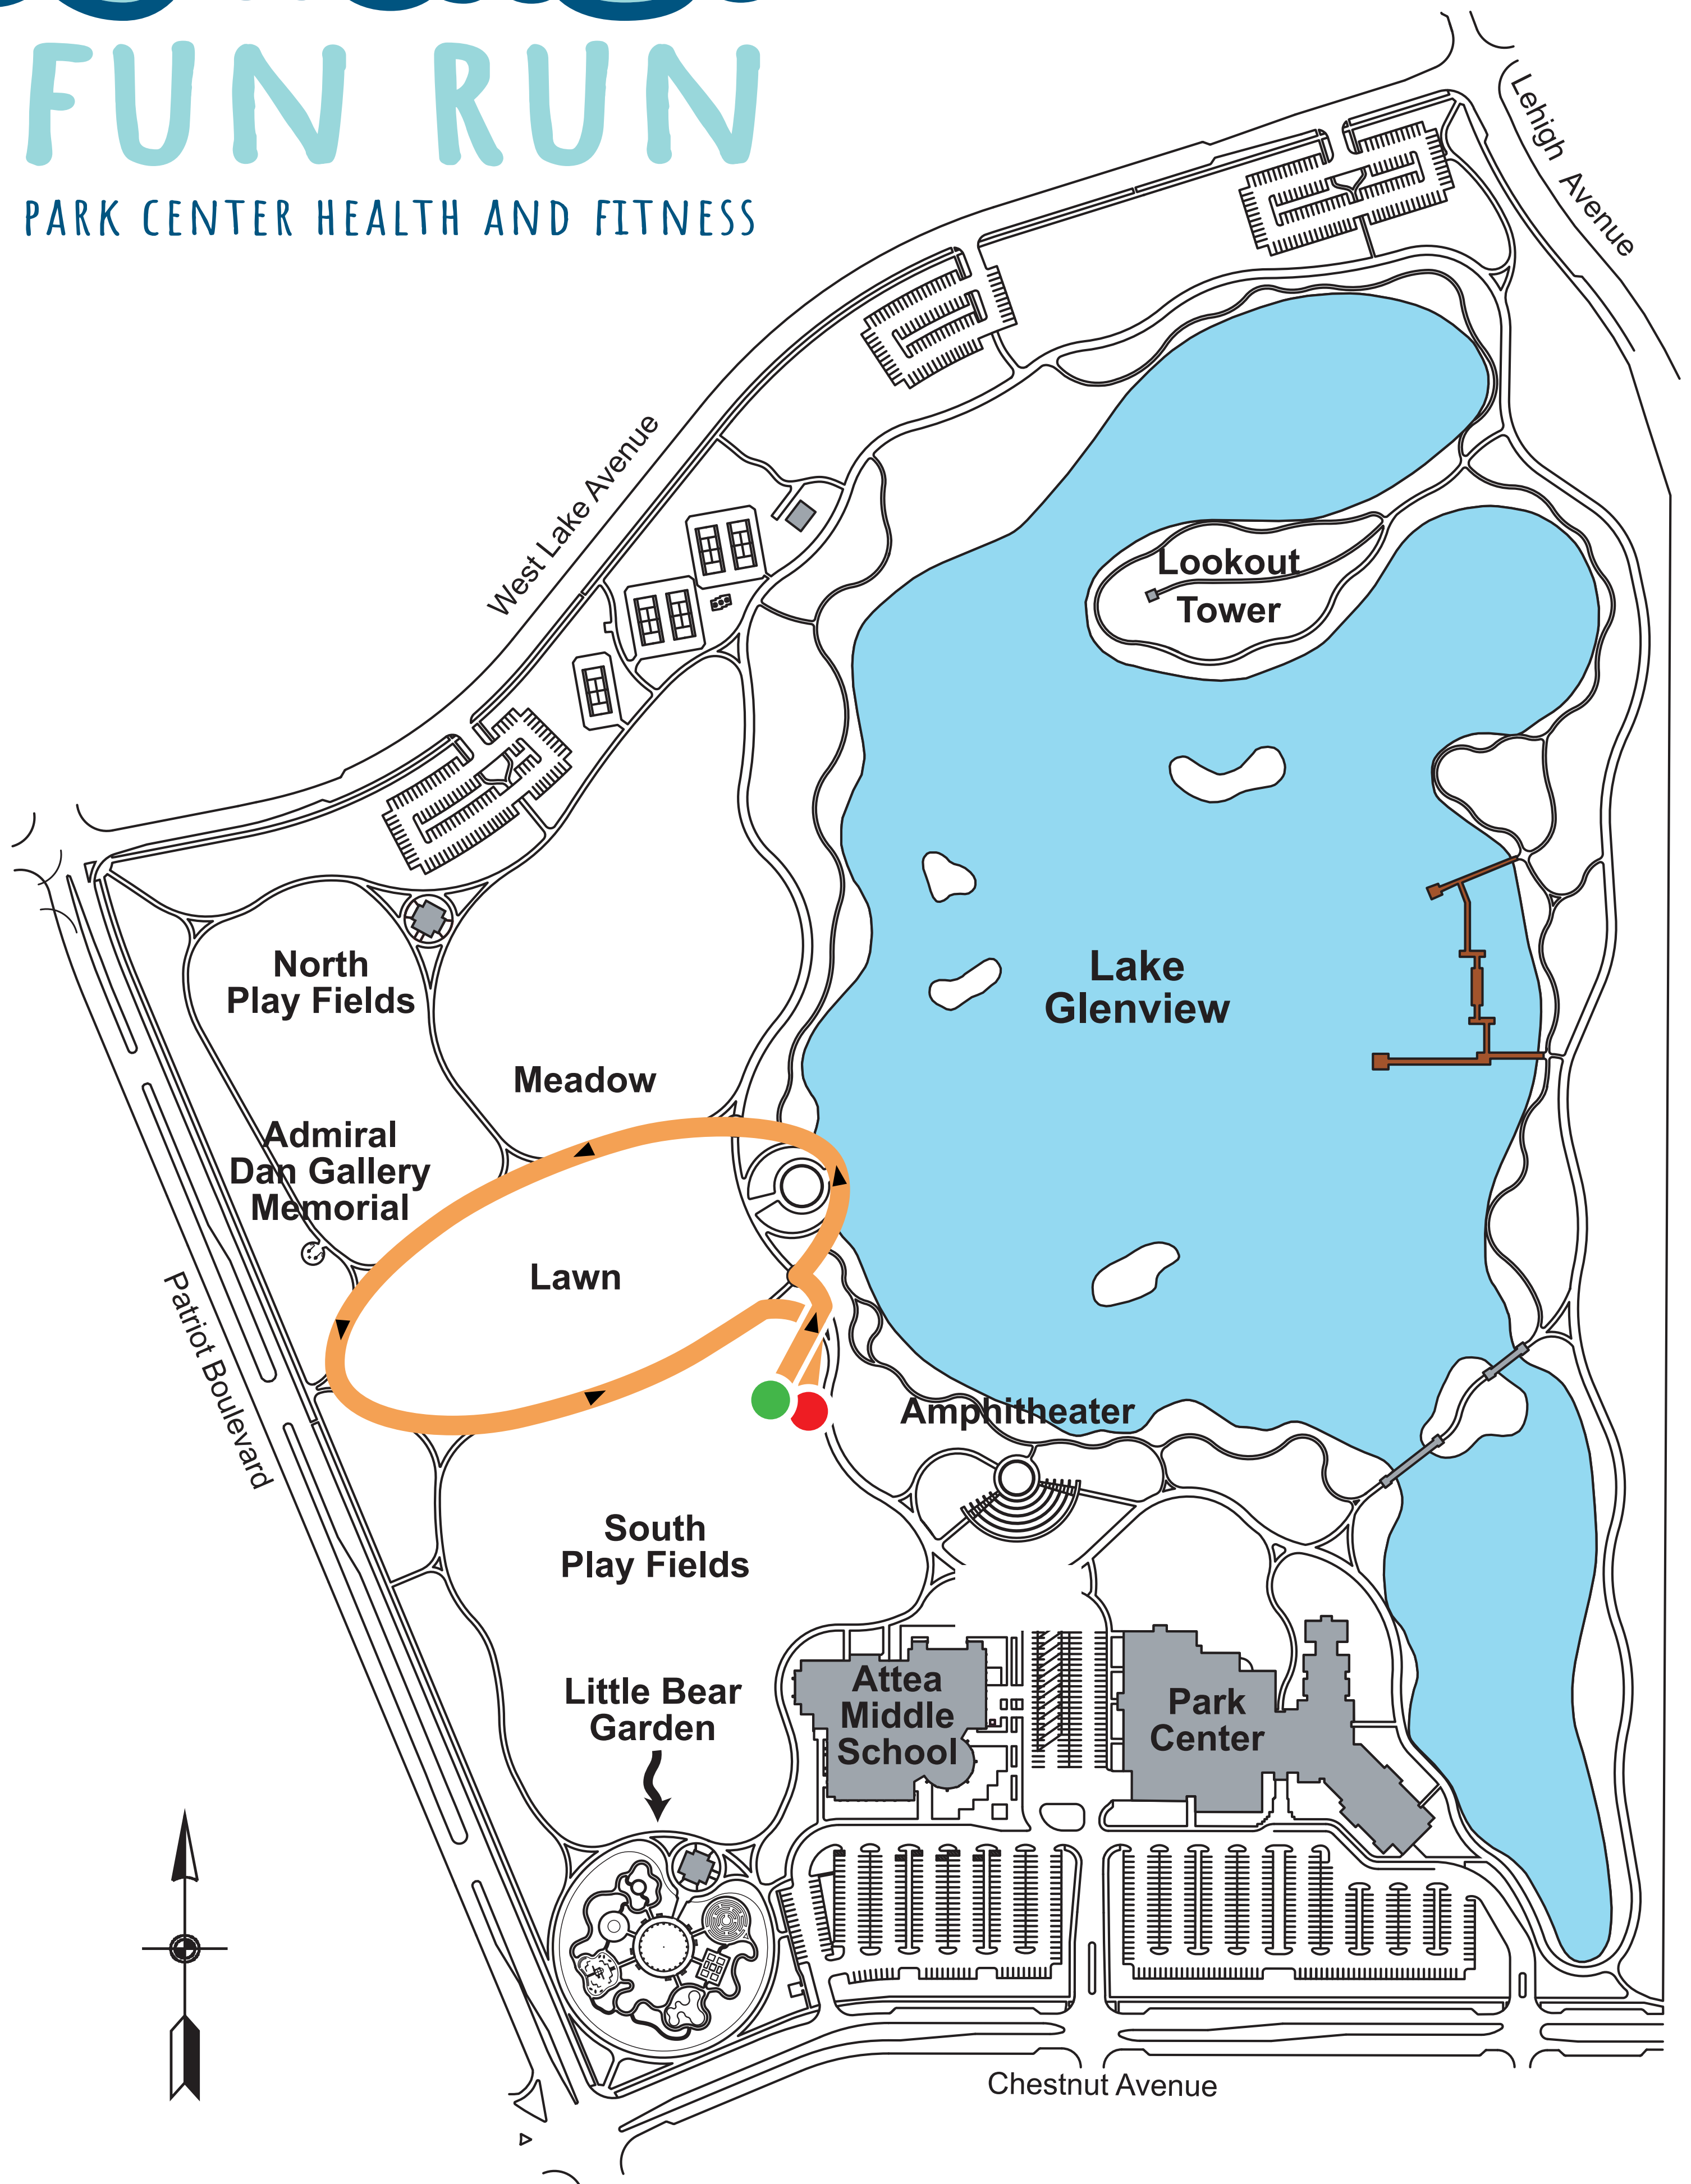 FUN RUN
PARK CENTER HEALTH AND FITNESS
Lehigh Avenue
West Lake Avenue
Lookout
Tower
North
Play Fields
Lake
Glenview
Meadow
Admiral
Dan Gallery
Memorial
Lawn
Patriot Boulevard
Amphitheater
South
Play Fields
Little Bear
Garden
Attea
Middle
School
Park
Center
Chestnut Avenue